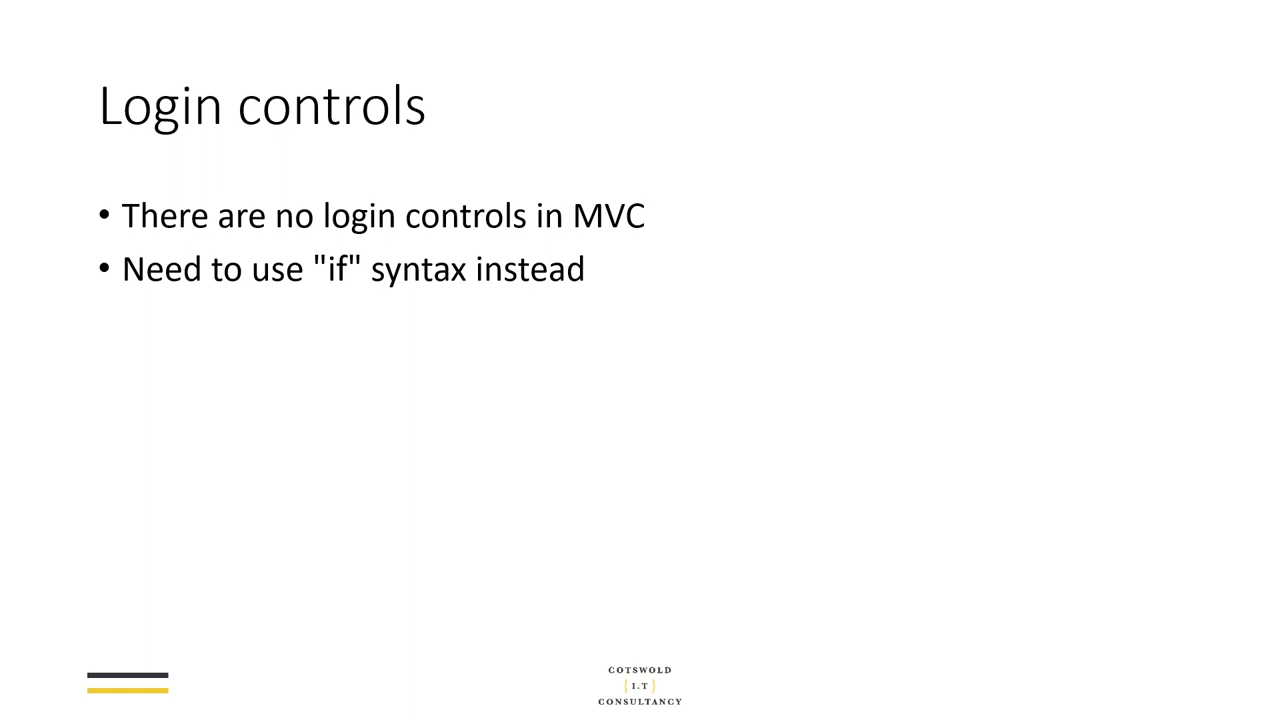 Login controls
• There are no login controls in MVC
• Need to use "if" syntax instead
COTSWOLD
{I.T}
CONSULTANCY